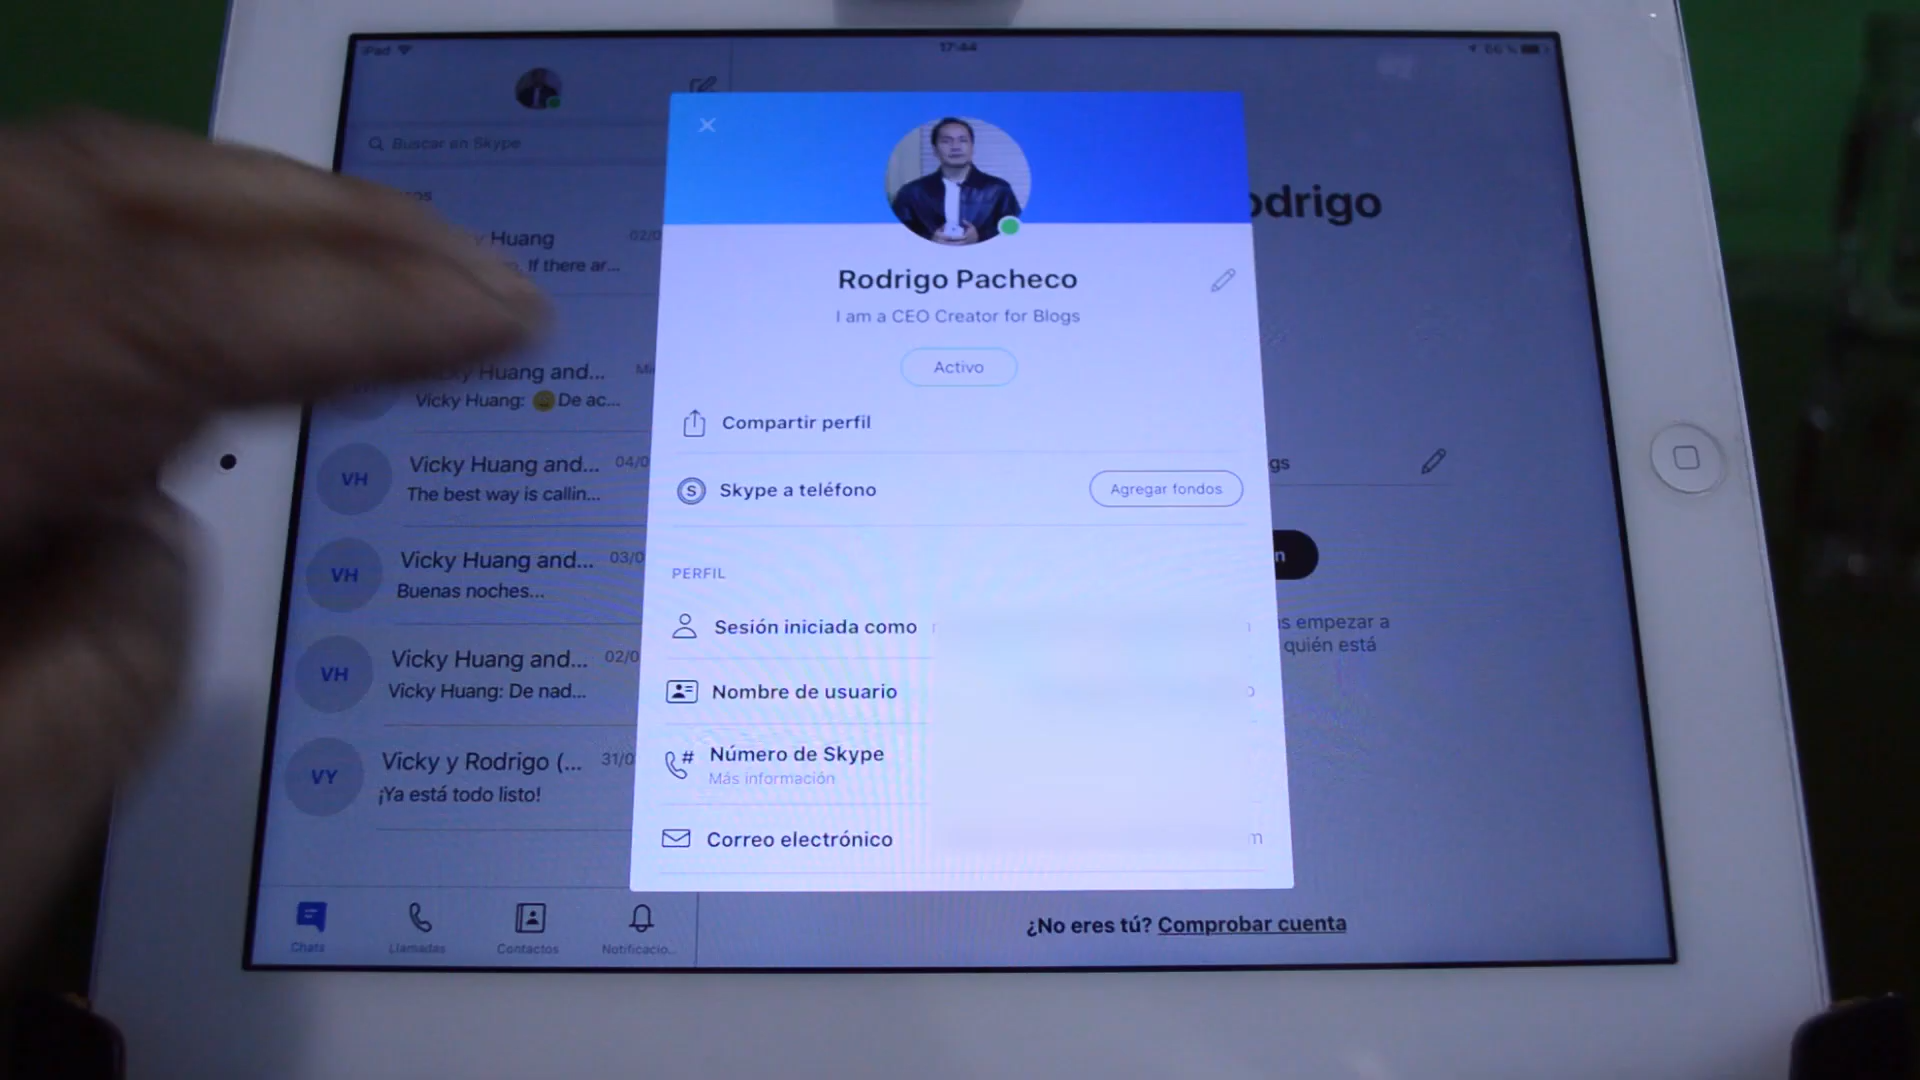 iPad
17:44
66 %
Buscar en Skype
Huang
02/0
If there ar...
Huang and...
Vicky Huang: De ac...
VH
Vicky Huang and...
04/0
The best way is callin...
VH
Vicky Huang and...
03/0
Buenas noches...
VH
Vicky Huang and...
02/0
Vicky Huang: De nad...
VY
Vicky y Rodrigo (...
31/0
¡Ya está todo listo!
Chats
Llamadas
Contactos
Notificacio...
Rodrigo Pacheco
I am a CEO Creator for Blogs
Activo
Compartir perfil
Skype a teléfono
Agregar fondos
PERFIL
Sesión iniciada como
Nombre de usuario
Número de Skype
Más información
Correo electrónico
odrigo
gs
n
s empezar a
quién está
¿No eres tú? Comprobar cuenta